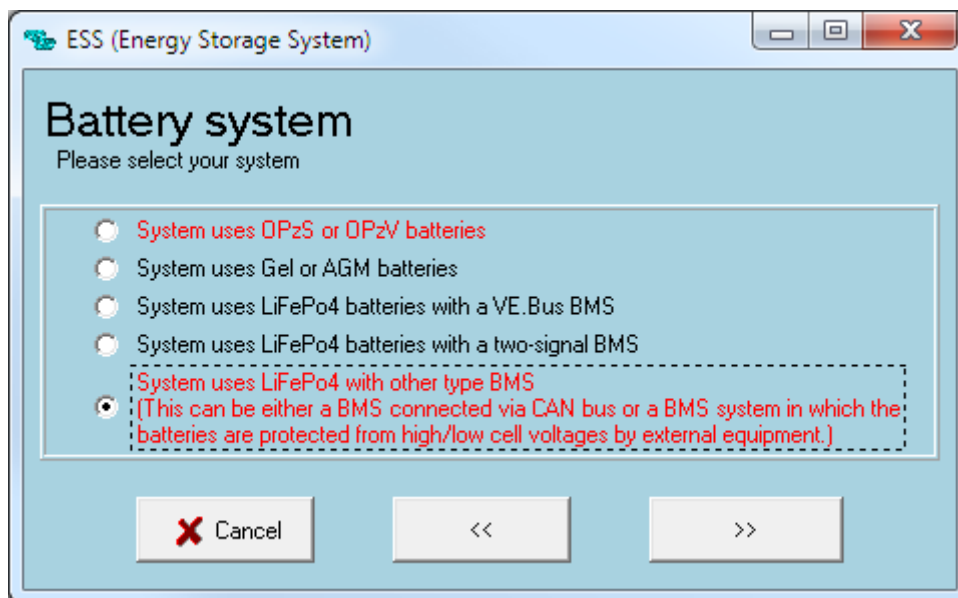 ESS (Energy Storage System)
Battery system
Please select your system
System uses OPzS or OPzV batteries
System uses Gel or AGM batteries
System uses LiFePo4 batteries with a VE.Bus BMS
System uses LiFePo4 batteries with a two-signal BMS
System uses LiFePo4 with other type BMS
(This can be either a BMS connected via CAN bus or a BMS system in which the
batteries are protected from high/low cell voltages by external equipment.)
Cancel
<<
>>